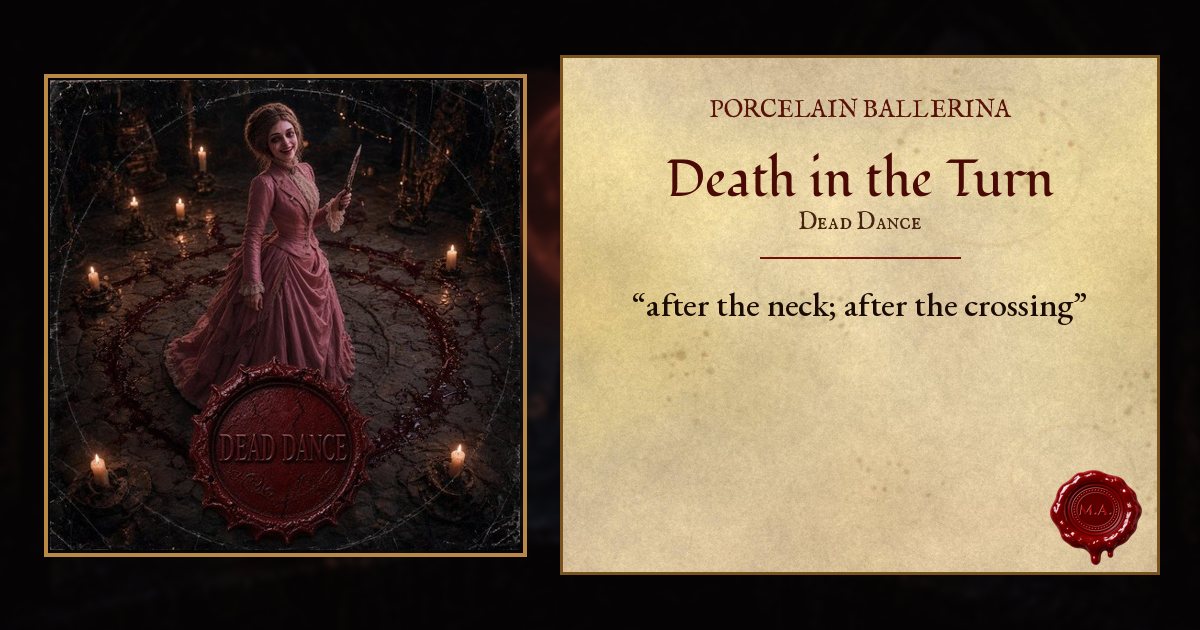 DEAD DANCE
PORCELAIN BALLERINA
Death in the Turn
Dead Dance
“after the neck; after the crossing”
M.A.